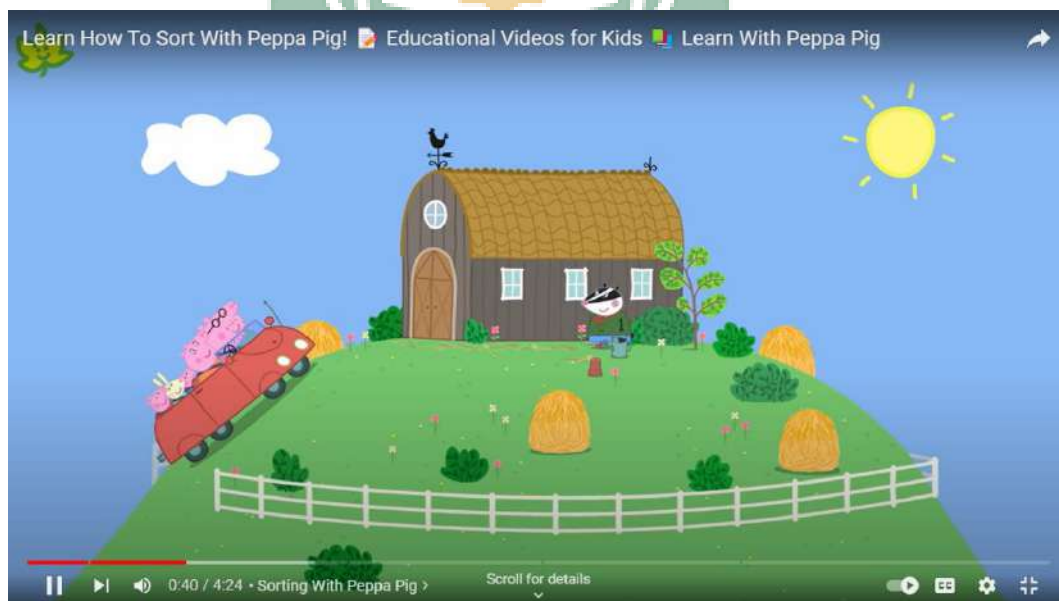 Learn How To Sort With Peppa Pig! 📝 Educational Videos for Kids 📚 Learn With Peppa Pig
0:40 / 4:24 • Sorting With Peppa Pig >
Scroll for details
CC